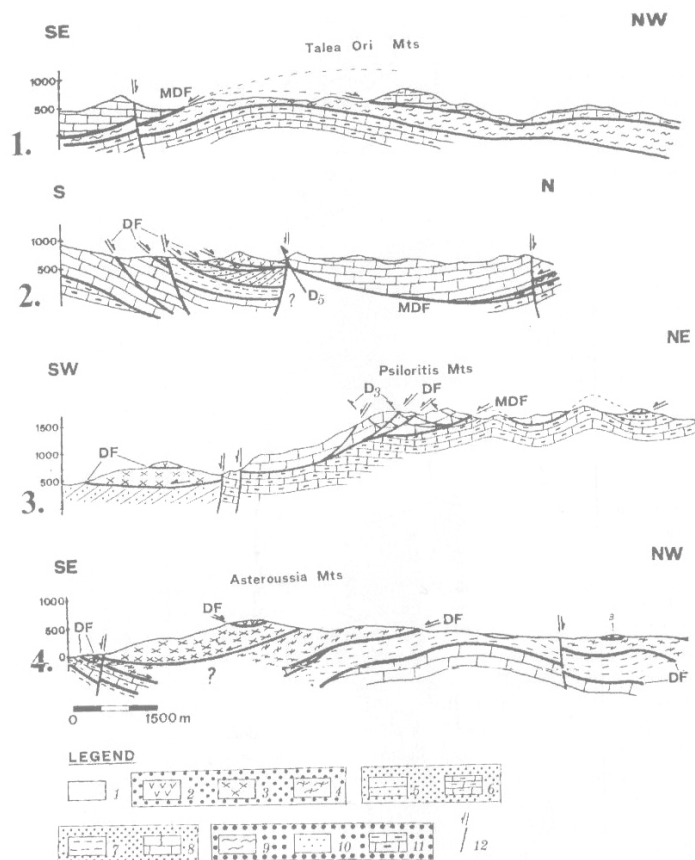 SE NW
Talea Ori Mts
1000
500
MDF
1.
S N
DF
1000
500
2.
?
D5
MDF
SW NE
Psiloritis Mts
D3 DF
MDF
1500
1000
500
DF
3.
SE NW
Asteroussia Mts
1000
500
0
DF
DF
DF
4.
?
DF
0 1500 m
LEGEND
1 2 3 4 5 6
7 8 9 10 11 12